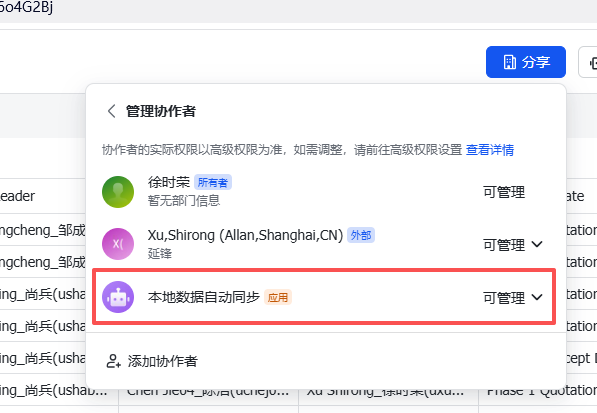 6o4G2Bj
分享
管理协作者
协作者的实际权限以高级权限为准，如需调整，请前往高级权限设置 查看详情
徐时荣 所有者 可管理
暂无部门信息
Xu,Shirong (Allan,Shanghai,CN) 外部 可管理
延锋
本地数据自动同步 应用 可管理
添加协作者
eader
ate
ngcheng_邹成
otation
ngcheng_邹成
otation
ing_尚兵(usha
otation
ing_尚兵(usha
otation
ing_尚兵(usha
cept D
ing_尚兵(ushab...
Chen Jie04_陈洁(uchejo...
Xu Shirong_徐时荣(uxu...
Phase 1 Quotation